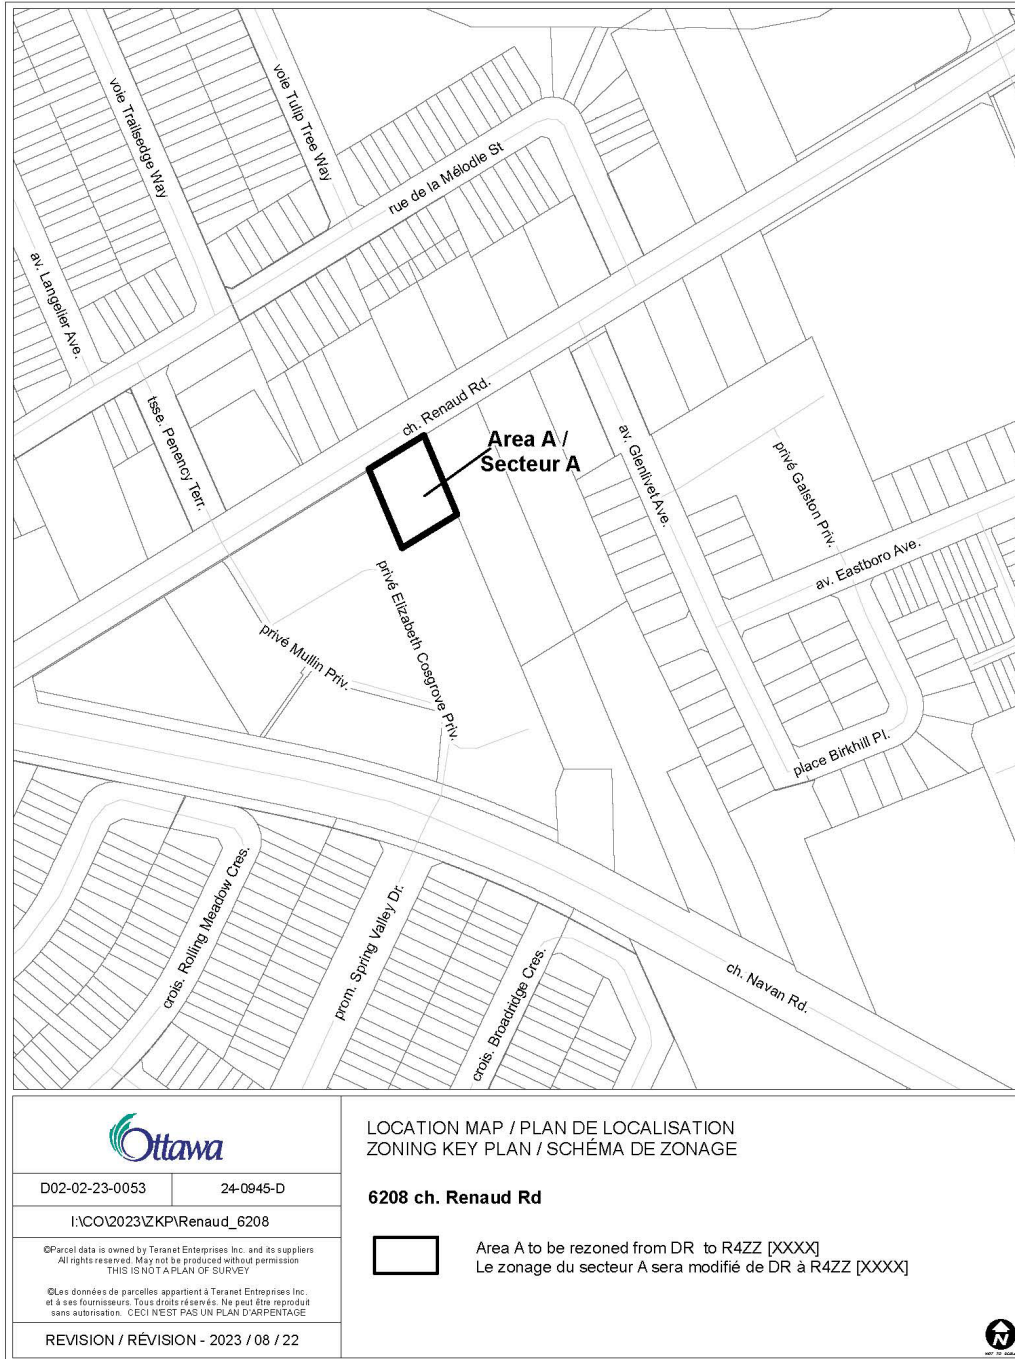 voie Trailsedge Way
voie Tulip Tree Way
rue de la Mélodie St
av. Langelier Ave.
tsse. Penency Terr.
ch. Renaud Rd.
Area A /
Secteur A
av. Glenlivet Ave.
privé Galston Priv.
av. Eastboro Ave.
privé Elizabeth Cosgrove Priv.
privé Mullin Priv.
place Birkhill Pl.
crois. Rolling Meadow Cres.
prom. Spring Valley Dr.
crois. Broadridge Cres.
ch. Navan Rd.
Ottawa
D02-02-23-0053
24-0945-D
I:\CO\2023\ZKP\Renaud_6208
©Parcel data is owned by Teranet Enterprises Inc. and its suppliers
All rights reserved. May not be produced without permission
THIS IS NOT A PLAN OF SURVEY
©Les données de parcelles appartient à Teranet Entreprises Inc.
et à ses fournisseurs. Tous droits réservés. Ne peut être reproduit
sans autorisation. CECI N'EST PAS UN PLAN D'ARPENTAGE
REVISION / RÉVISION - 2023 / 08 / 22
LOCATION MAP / PLAN DE LOCALISATION
ZONING KEY PLAN / SCHÉMA DE ZONAGE
6208 ch. Renaud Rd
Area A to be rezoned from DR to R4ZZ [XXXX]
Le zonage du secteur A sera modifié de DR à R4ZZ [XXXX]
N
NOT TO SCALE